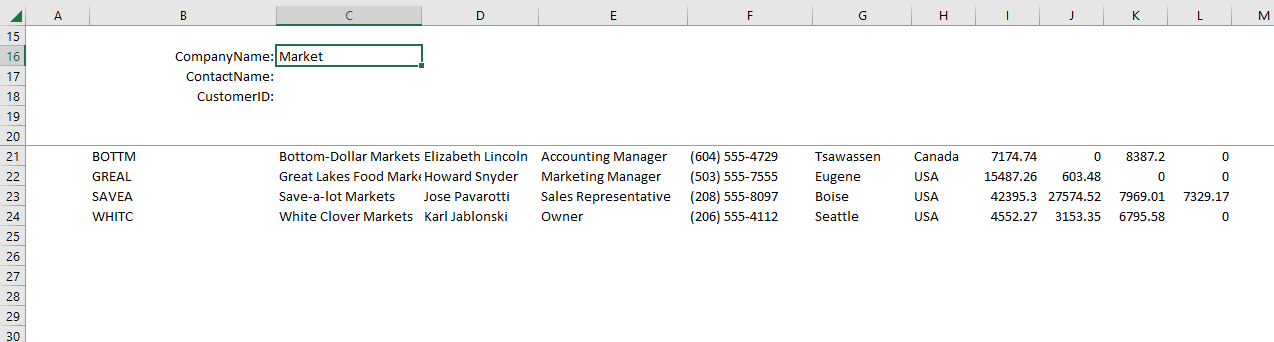 A B C D E F G H I J K L M
15
16 CompanyName: Market
17 ContactName:
18 CustomerID:
19
20
21 BOTTM Bottom-Dollar Markets Elizabeth Lincoln Accounting Manager (604) 555-4729 Tsawassen Canada 7174.74 0 8387.2 0
22 GREAL Great Lakes Food Mark Howard Snyder Marketing Manager (503) 555-7555 Eugene USA 15487.26 603.48 0 0
23 SAVEA Save-a-lot Markets Jose Pavarotti Sales Representative (208) 555-8097 Boise USA 42395.3 27574.52 7969.01 7329.17
24 WHITC White Clover Markets Karl Jablonski Owner (206) 555-4112 Seattle USA 4552.27 3153.35 6795.58 0
25
26
27
28
29
30